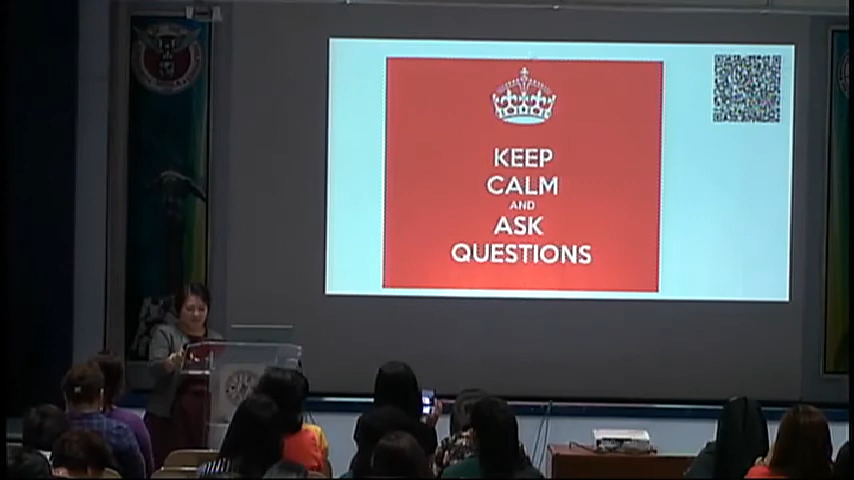 KEEP
CALM
AND
ASK
QUESTIONS